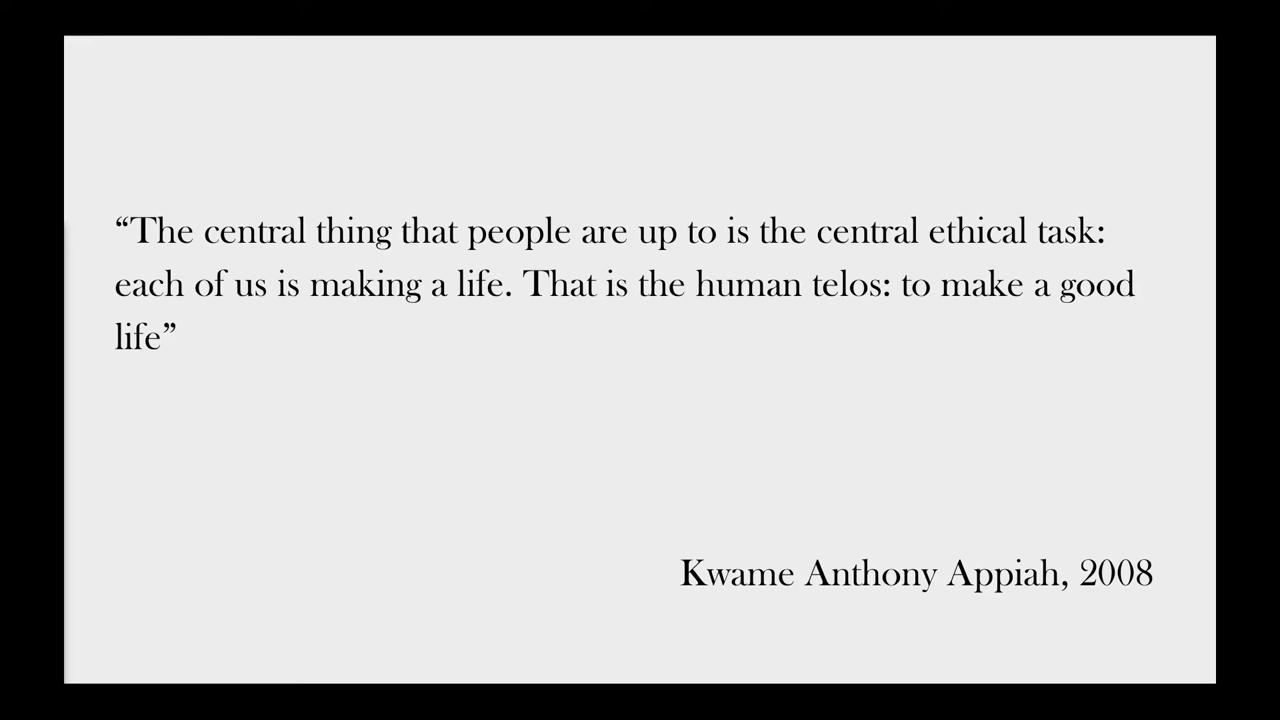 “The central thing that people are up to is the central ethical task:
each of us is making a life. That is the human telos: to make a good
life”
Kwame Anthony Appiah, 2008